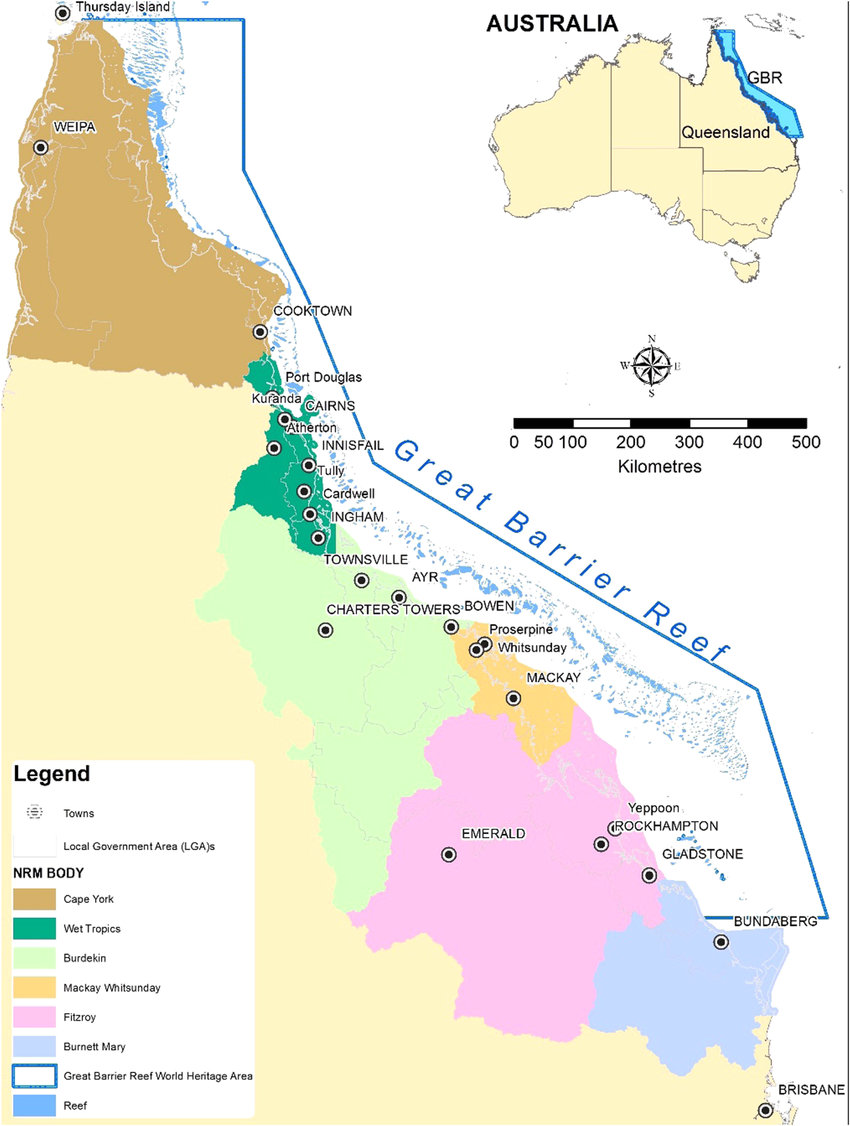 Thursday Island
AUSTRALIA
GBR
Queensland
WEIPA
COOKTOWN
N
W
E
S
Port Douglas
Kuranda
CAIRNS
Atherton
INNISFAIL
Tully
Cardwell
INGHAM
0 50 100 200 300 400 500
Kilometres
Great Barrier Reef
TOWNSVILLE
AYR
CHARTERS TOWERS
BOWEN
Proserpine
Whitsunday
MACKAY
Yeppoon
ROCKHAMPTON
EMERALD
GLADSTONE
BUNDABERG
BRISBANE
Legend
Towns
Local Government Area (LGA)s
NRM BODY
Cape York
Wet Tropics
Burdekin
Mackay Whitsunday
Fitzroy
Burnett Mary
Great Barrier Reef World Heritage Area
Reef